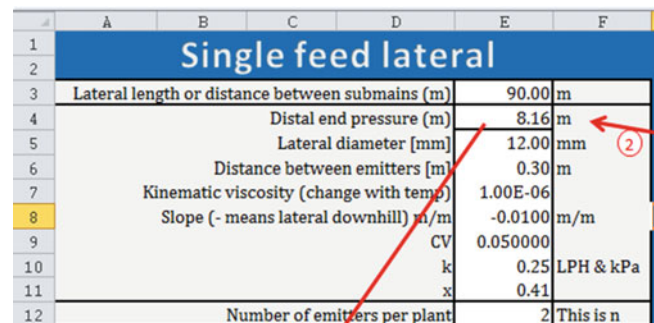 A B C D E F
1 Single feed lateral
2
3 Lateral length or distance between submains (m) 90.00 m
4 Distal end pressure (m) 8.16 m
5 Lateral diameter [mm] 12.00 mm 2
6 Distance between emitters [m] 0.30 m
7 Kinematic viscosity (change with temp) 1.00E-06
8 Slope (- means lateral downhill) m/m -0.0100 m/m
9 CV 0.050000
10 k 0.25 LPH & kPa
11 x 0.41
12 Number of emitters per plant 2 This is n